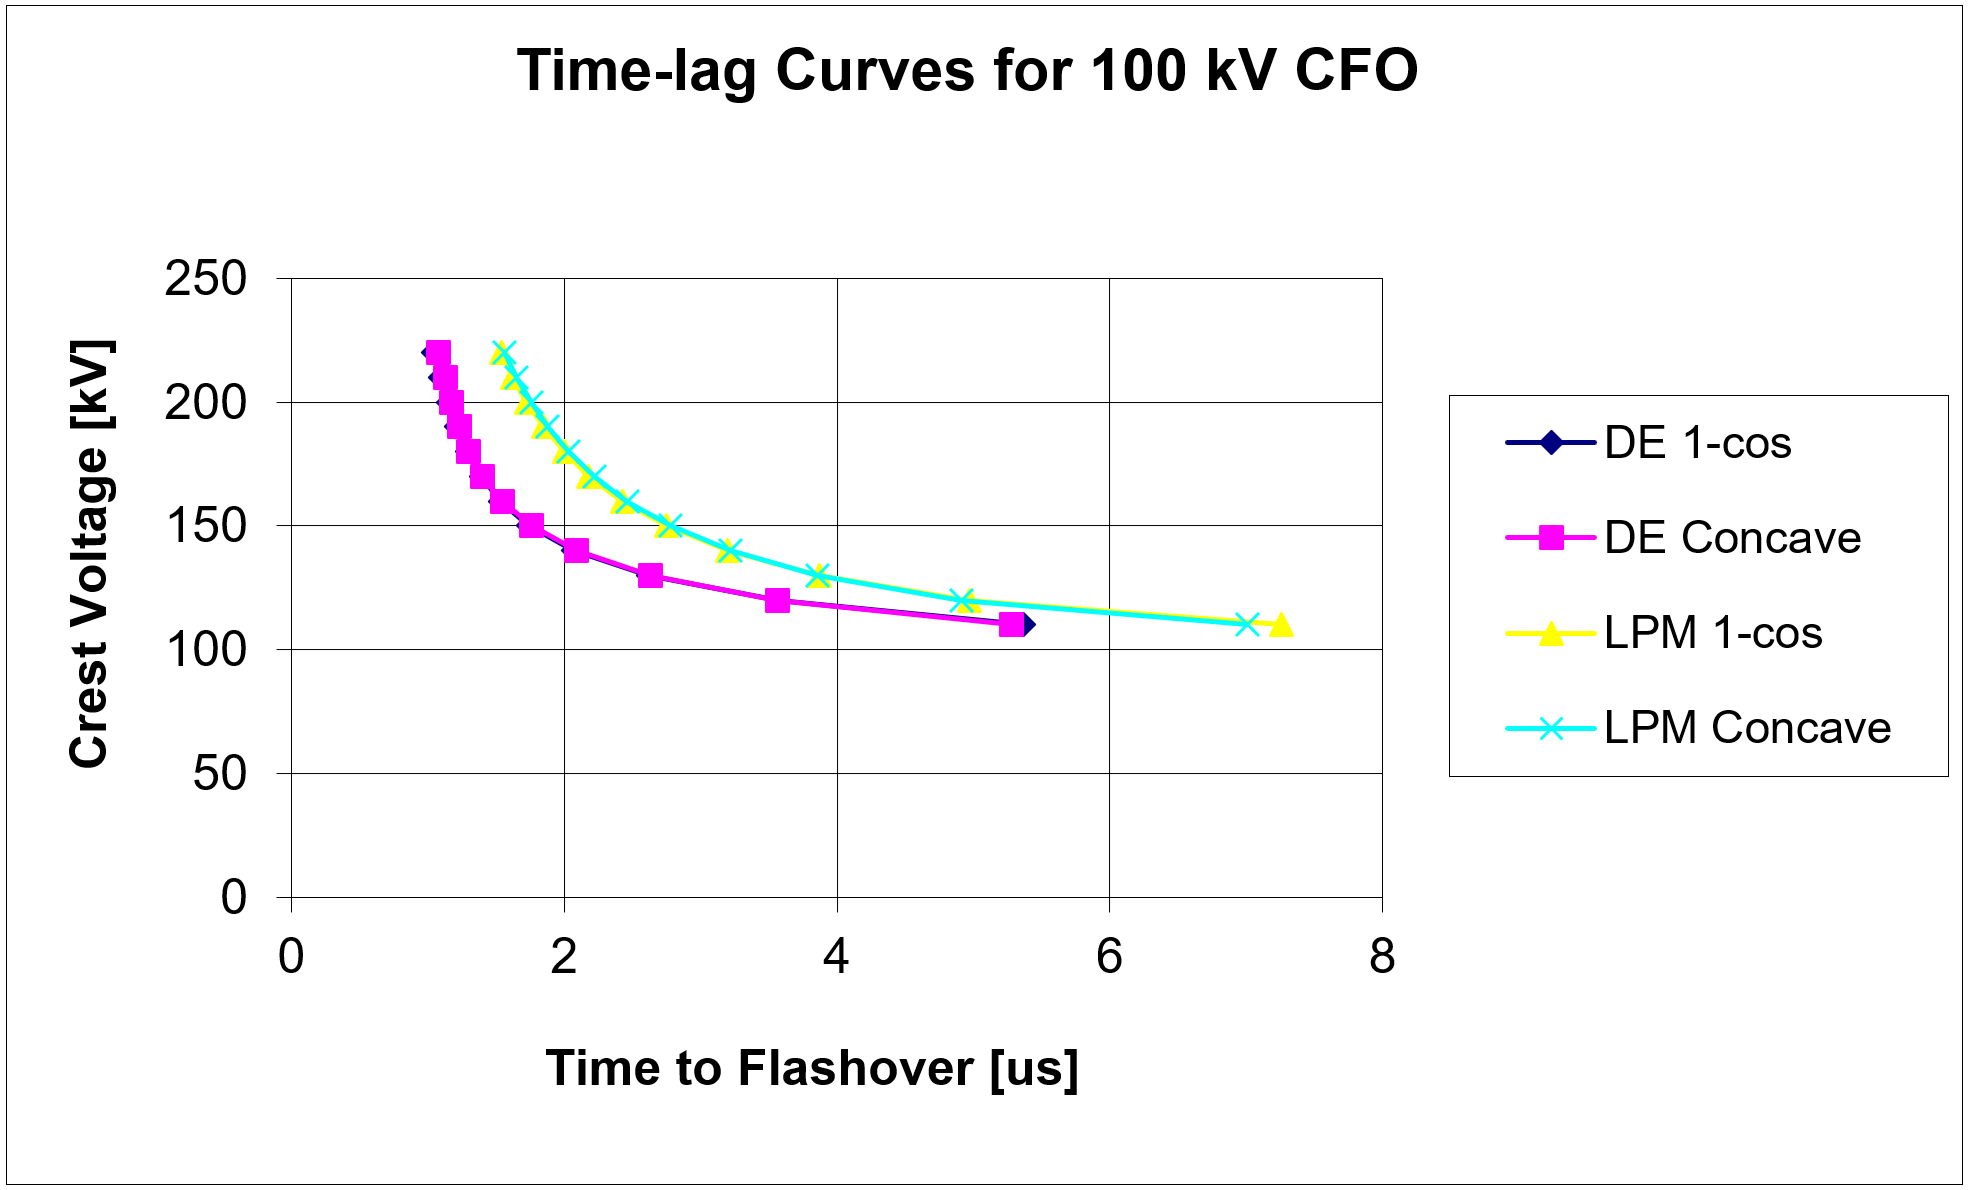 Time-lag Curves for 100 kV CFO
250
200
150
100
50
0
Crest Voltage [kV]
0 2 4 6 8
Time to Flashover [us]
DE 1-cos
DE Concave
LPM 1-cos
LPM Concave